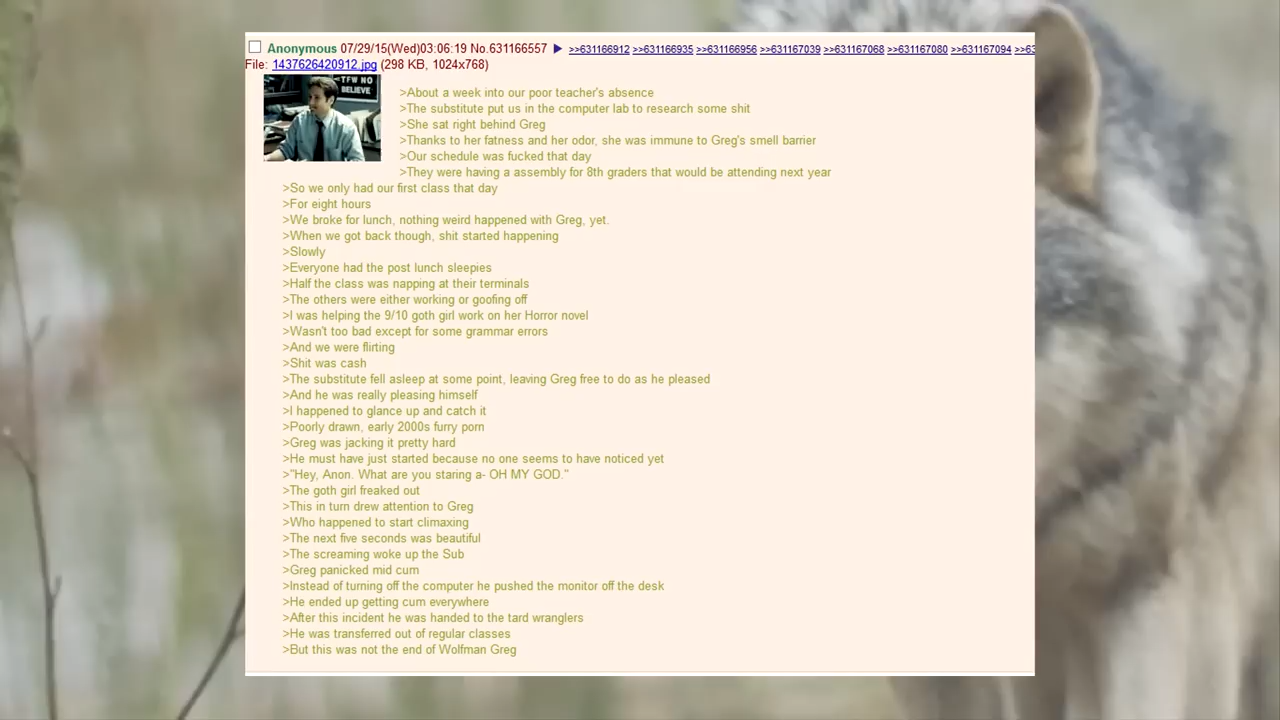 Anonymous 07/29/15(Wed)03:06:19 No.631166557 ▶ >>631166912 >>631166935 >>631166956 >>631167039 >>631167068 >>631167080 >>631167094 >>63
File: 1437626420912.jpg (298 KB, 1024x768)
TFW NO
BELIEVE
>About a week into our poor teacher's absence
>The substitute put us in the computer lab to research some shit
>She sat right behind Greg
>Thanks to her fatness and her odor, she was immune to Greg's smell barrier
>Our schedule was fucked that day
>They were having a assembly for 8th graders that would be attending next year
>So we only had our first class that day
>For eight hours
>We broke for lunch, nothing weird happened with Greg, yet.
>When we got back though, shit started happening
>Slowly
>Everyone had the post lunch sleepies
>Half the class was napping at their terminals
>The others were either working or goofing off
>I was helping the 9/10 goth girl work on her Horror novel
>Wasn't too bad except for some grammar errors
>And we were flirting
>Shit was cash
>The substitute fell asleep at some point, leaving Greg free to do as he pleased
>And he was really pleasing himself
>I happened to glance up and catch it
>Poorly drawn, early 2000s furry porn
>Greg was jacking it pretty hard
>He must have just started because no one seems to have noticed yet
>"Hey, Anon. What are you staring a- OH MY GOD."
>The goth girl freaked out
>This in turn drew attention to Greg
>Who happened to start climaxing
>The next five seconds was beautiful
>The screaming woke up the Sub
>Greg panicked mid cum
>Instead of turning off the computer he pushed the monitor off the desk
>He ended up getting cum everywhere
>After this incident he was handed to the tard wranglers
>He was transferred out of regular classes
>But this was not the end of Wolfman Greg